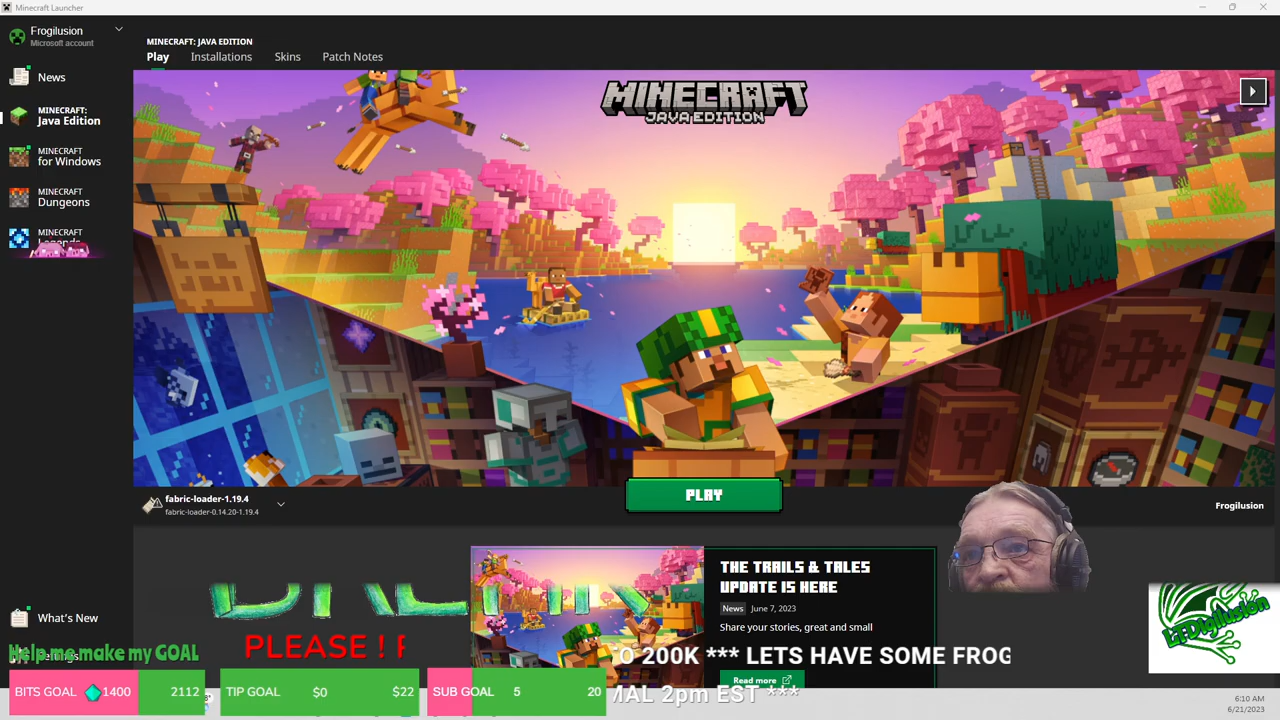 Minecraft Launcher
Frogilusion
Microsoft account
News
MINECRAFT:
Java Edition
MINECRAFT
for Windows
MINECRAFT
Dungeons
MINECRAFT
Legends
MINECRAFT: JAVA EDITION
Play
Installations
Skins
Patch Notes
MINECRAFT
JAVA EDITION
fabric-loader-1.19.4
fabric-loader-0.14.20-1.19.4
PLAY
Frogilusion
THE TRAILS & TALES
UPDATE IS HERE
News June 7, 2023
Share your stories, great and small
Read more
What's New
Settings
Help me make my GOAL
PLEASE ! F
O 200K *** LETS HAVE SOME FROG
MAL 2pm EST ***
BITS GOAL 1400 2112
TIP GOAL $0 $22
SUB GOAL 5 20
LTDigilusion
6:10 AM
6/21/2023